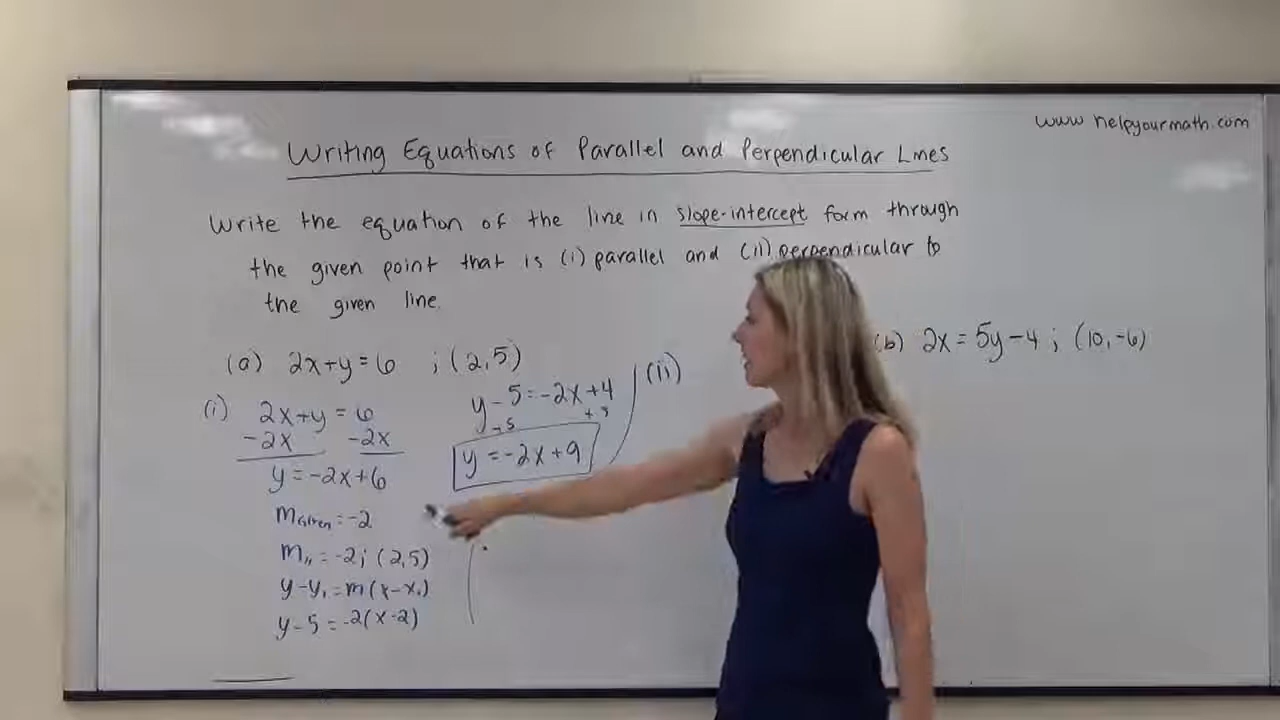 www.helpyourmath.com
Writing Equations of Parallel and Perpendicular Lines
Write the equation of the line in slope-intercept form through
the given point that is (i) parallel and (ii) perpendicular to
the given line.
(a) 2x+y=6 ; (2,5)
(i) 2x+y=6
-2x -2x
y=-2x+6
m given = -2
m,, = -2; (2,5)
y-y₁=m(x-x₁)
y-5=-2(x-2)
y-5=-2x+4
+5 +5
y=-2x+9
(ii)
(b) 2x=5y-4; (10,-6)